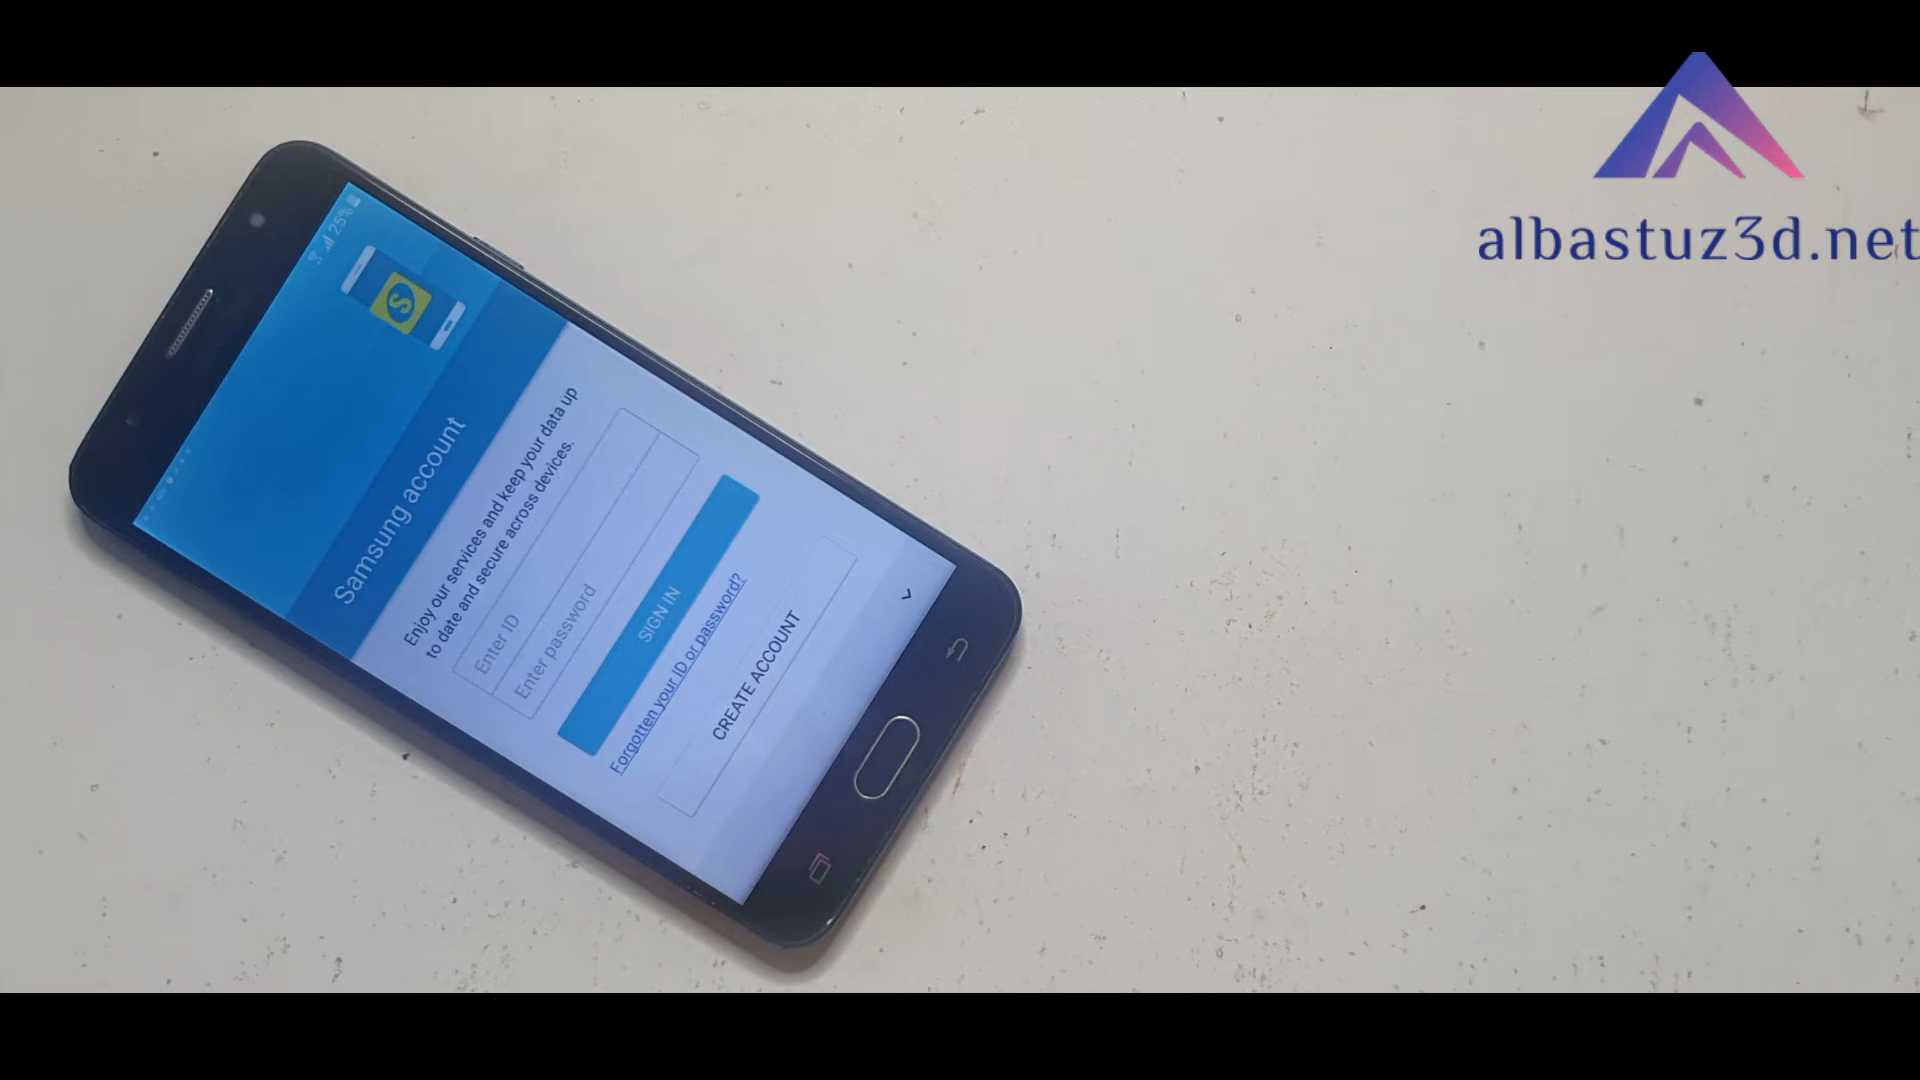 albastuz3d.net
25%
S
Samsung account
Enjoy our services and keep your data up
to date and secure across devices.
Enter ID
Enter password
SIGN IN
Forgotten your ID or password?
CREATE ACCOUNT